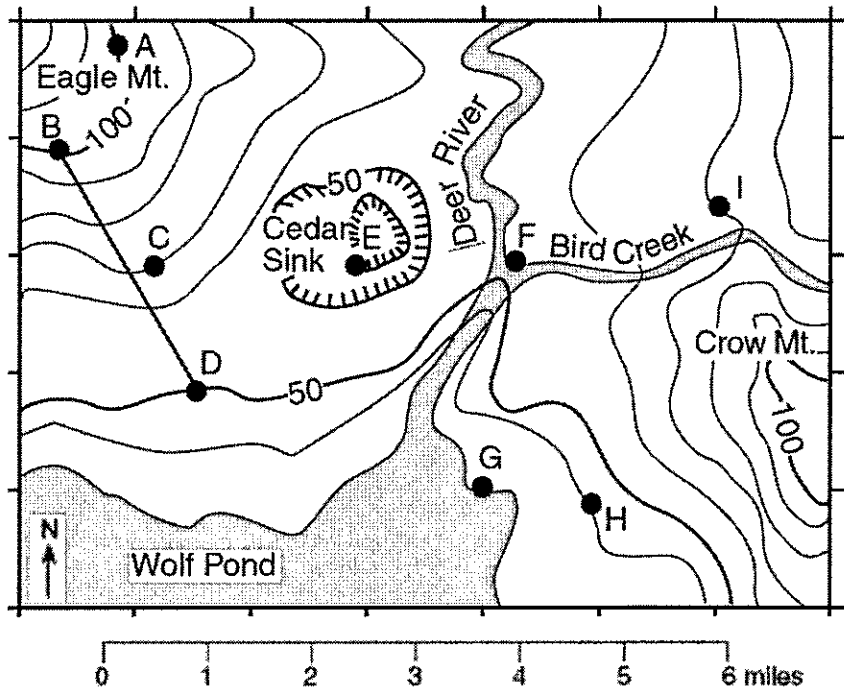 A
Eagle Mt.
B
100
Deer River
50
I
C
Cedar
Sink
E
F
Bird Creek
Crow Mt.
D
50
100
G
H
N
Wolf Pond
0 1 2 3 4 5 6 miles